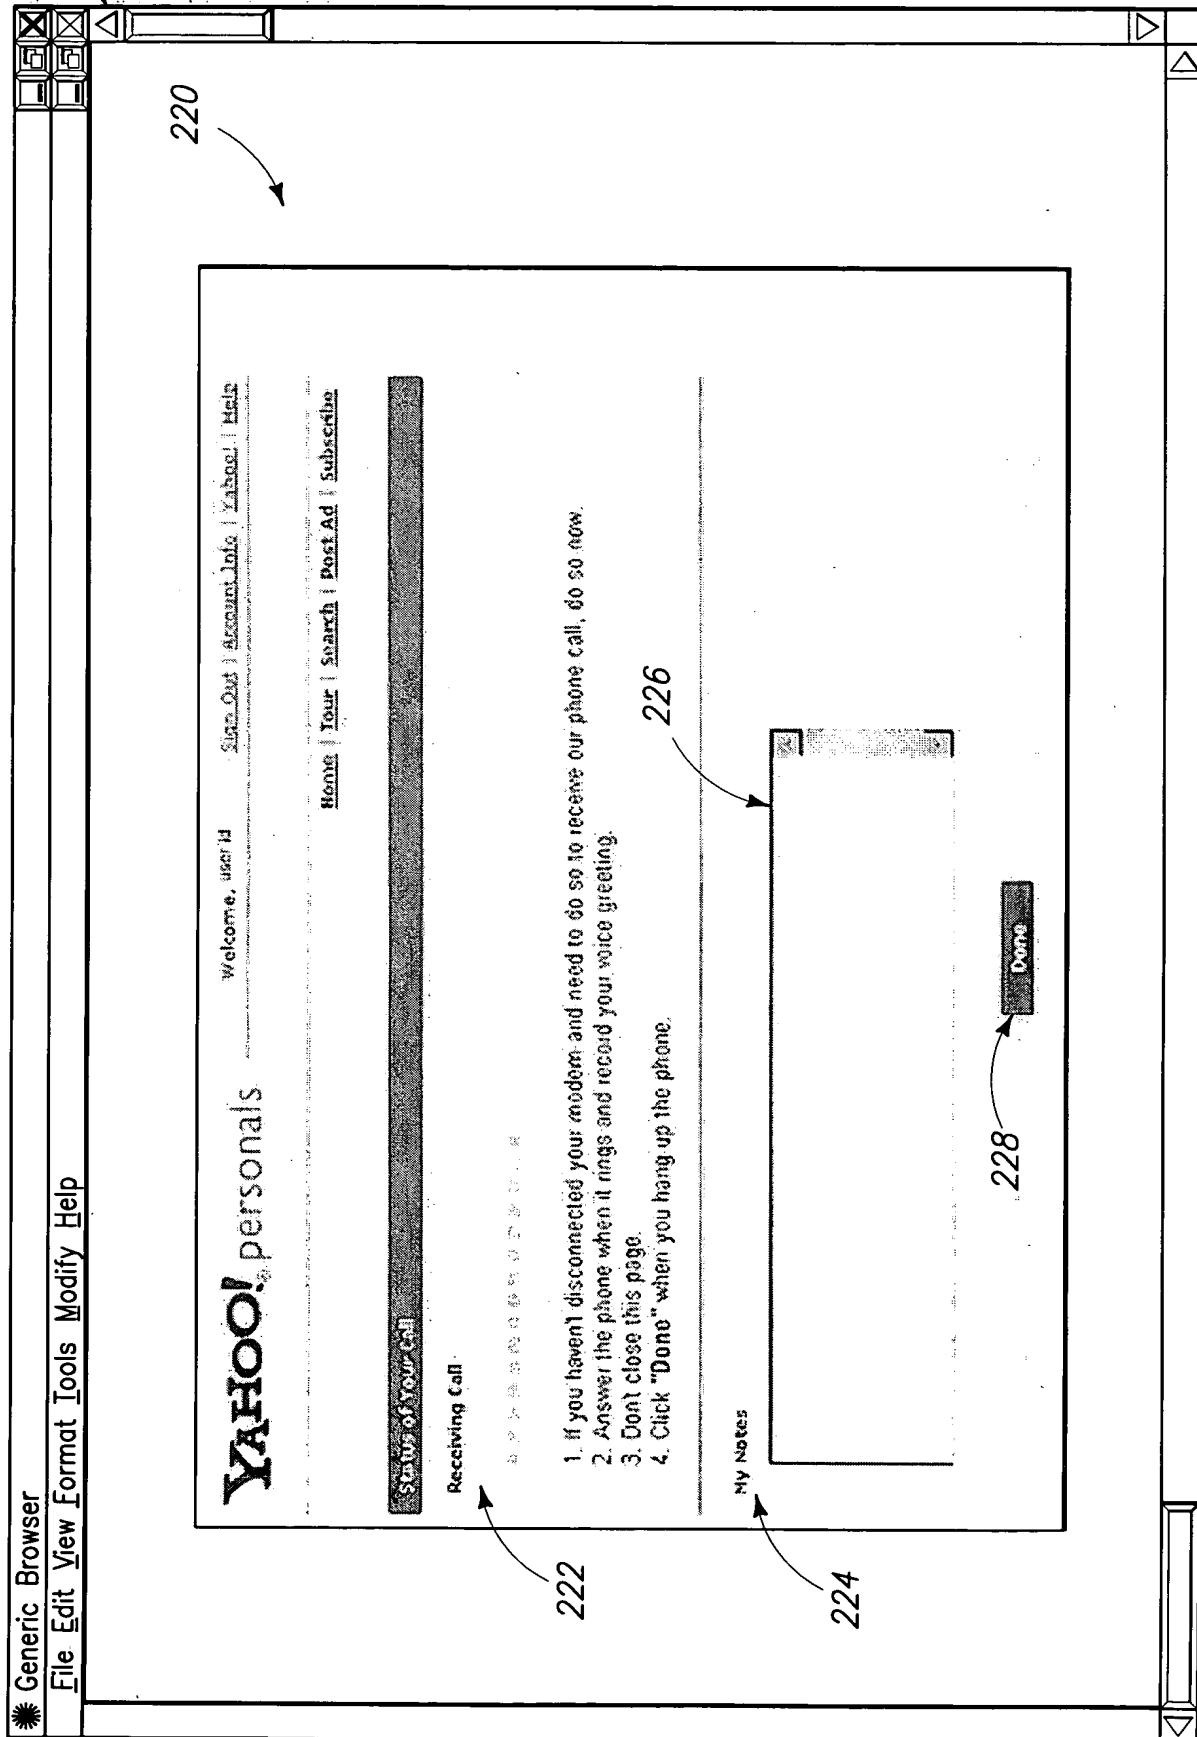 Generic Browser
File Edit View Format Tools Modify Help
220
YAHOO! personals
Welcome, user id
Sign Out | Account Info | Yahoo! | Help
Home | Tour | Search | Post Ad | Subscribe
Status of Your Call
222
Receiving Call
1. If you haven't disconnected your modem and need to do so to receive our phone call, do so now.
2. Answer the phone when it rings and record your voice greeting.
3. Don't close this page.
4. Click "Done" when you hang up the phone.
224
My Notes
226
228
Done